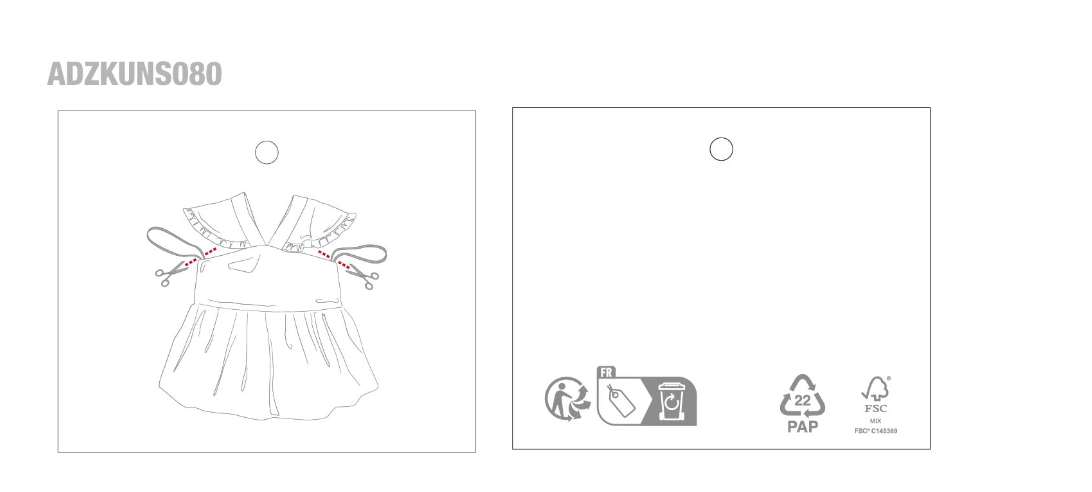 ADZKUNS080
FR
22
PAP
FSC®
MIX
FSC® C145389